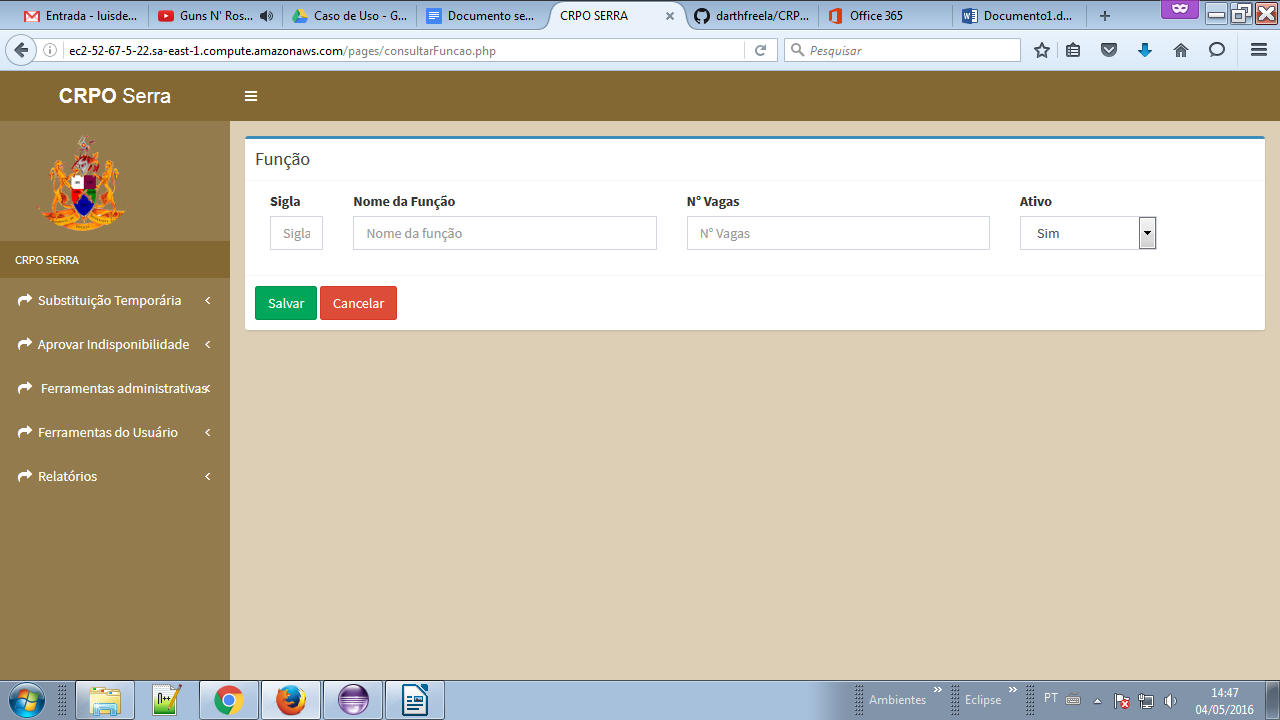 Entrada - luisde...
Guns N' Ros...
Caso de Uso - G...
Documento se...
CRPO SERRA
darthfreela/CRP...
Office 365
Documento1.d...
ec2-52-67-5-22.sa-east-1.compute.amazonaws.com/pages/consultarFuncao.php
Pesquisar
CRPO Serra
CRPO SERRA
Substituição Temporária
Aprovar Indisponibilidade
Ferramentas administrativas
Ferramentas do Usuário
Relatórios
Função
Sigla Nome da Função N° Vagas Ativo
Sigla Nome da função N° Vagas Sim
Salvar Cancelar
Ambientes
Eclipse
PT
14:47
04/05/2016